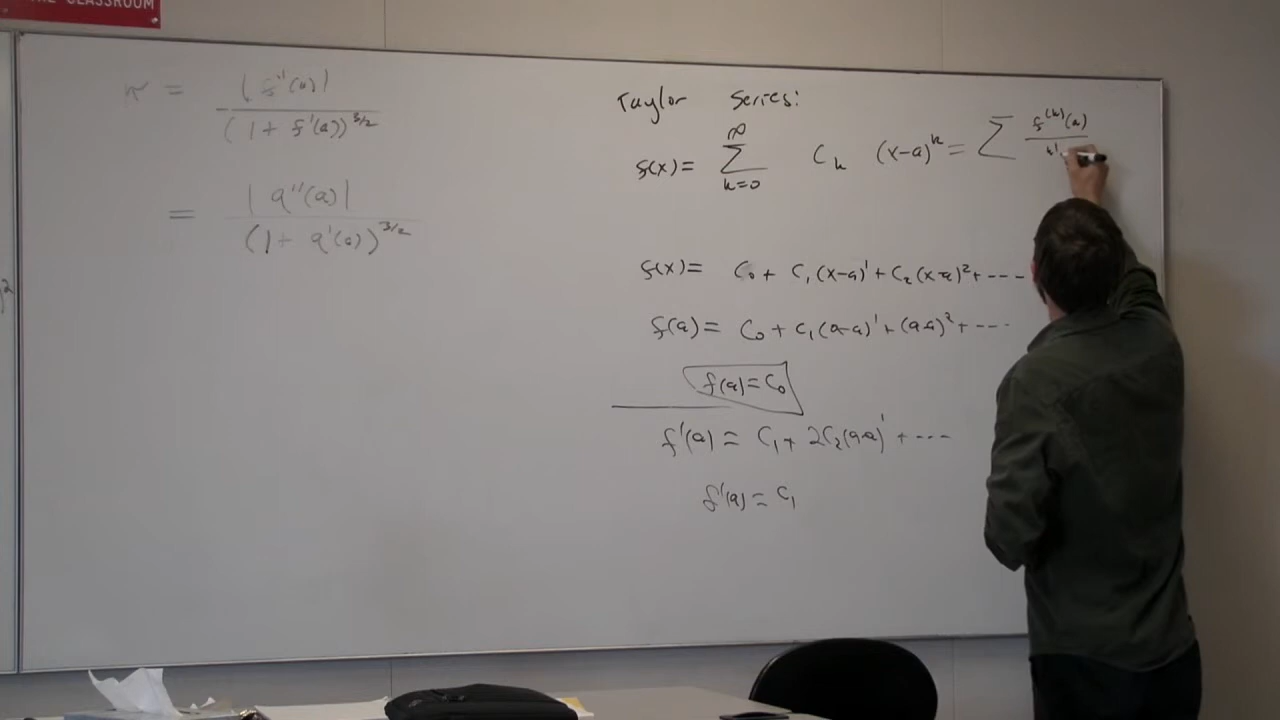 CLASSROOM
κ = |f''(a)| / (1 + f'(a))^{3/2}
= |q''(a)| / (1 + q'(a))^{3/2}
Taylor Series:
f(x) = ∑_{k=0}^{∞} C_k (x-a)^k = ∑ f^{(k)}(a) / k!
f(x) = C_0 + C_1(x-a)^1 + C_2(x-a)^2 + ---
f(a) = C_0 + C_1(a-a)^1 + (a-a)^2 + ---
f(a) = C_0
f'(a) = C_1 + 2C_2(a-a)^1 + ---
f'(a) = C_1